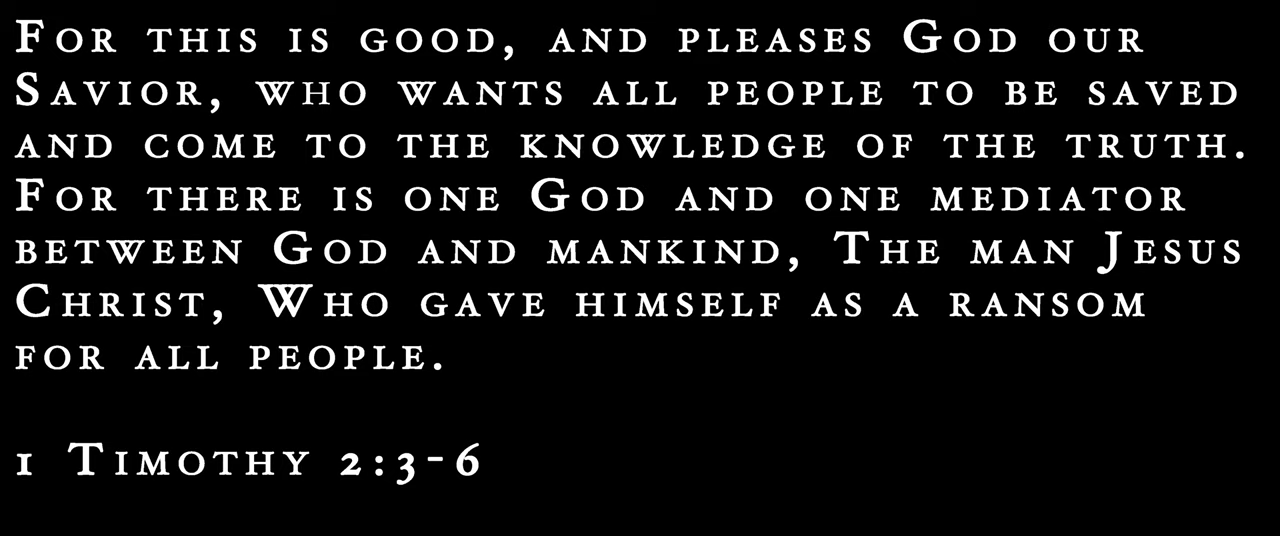 For this is good, and pleases God our
Savior, who wants all people to be saved
and come to the knowledge of the truth.
For there is one God and one mediator
between God and mankind, The man Jesus
Christ, Who gave himself as a ransom
for all people.
1 Timothy 2:3-6